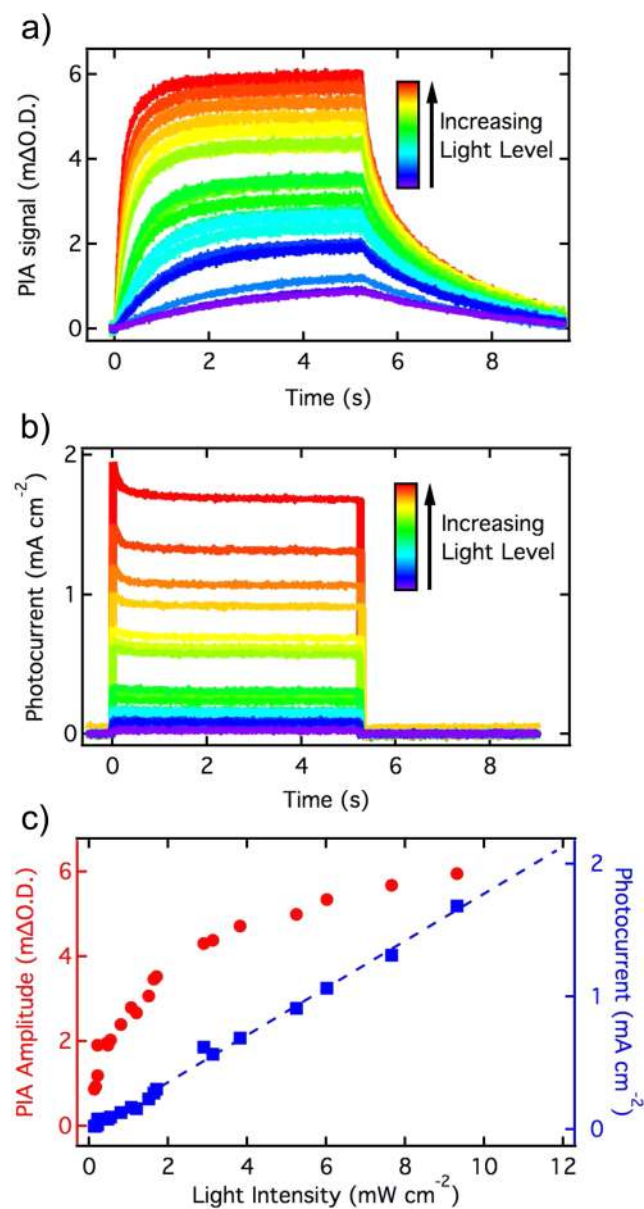 a)
6
4
2
0
PIA signal (mΔO.D.)
Increasing
Light Level
0
2
4
6
8
Time (s)
b)
2
1
0
Photocurrent (mA cm⁻²)
Increasing
Light Level
0
2
4
6
8
Time (s)
c)
6
4
2
0
PIA Amplitude (mΔO.D.)
2
1
0
Photocurrent (mA cm⁻²)
0
2
4
6
8
10
12
Light Intensity (mW cm⁻²)